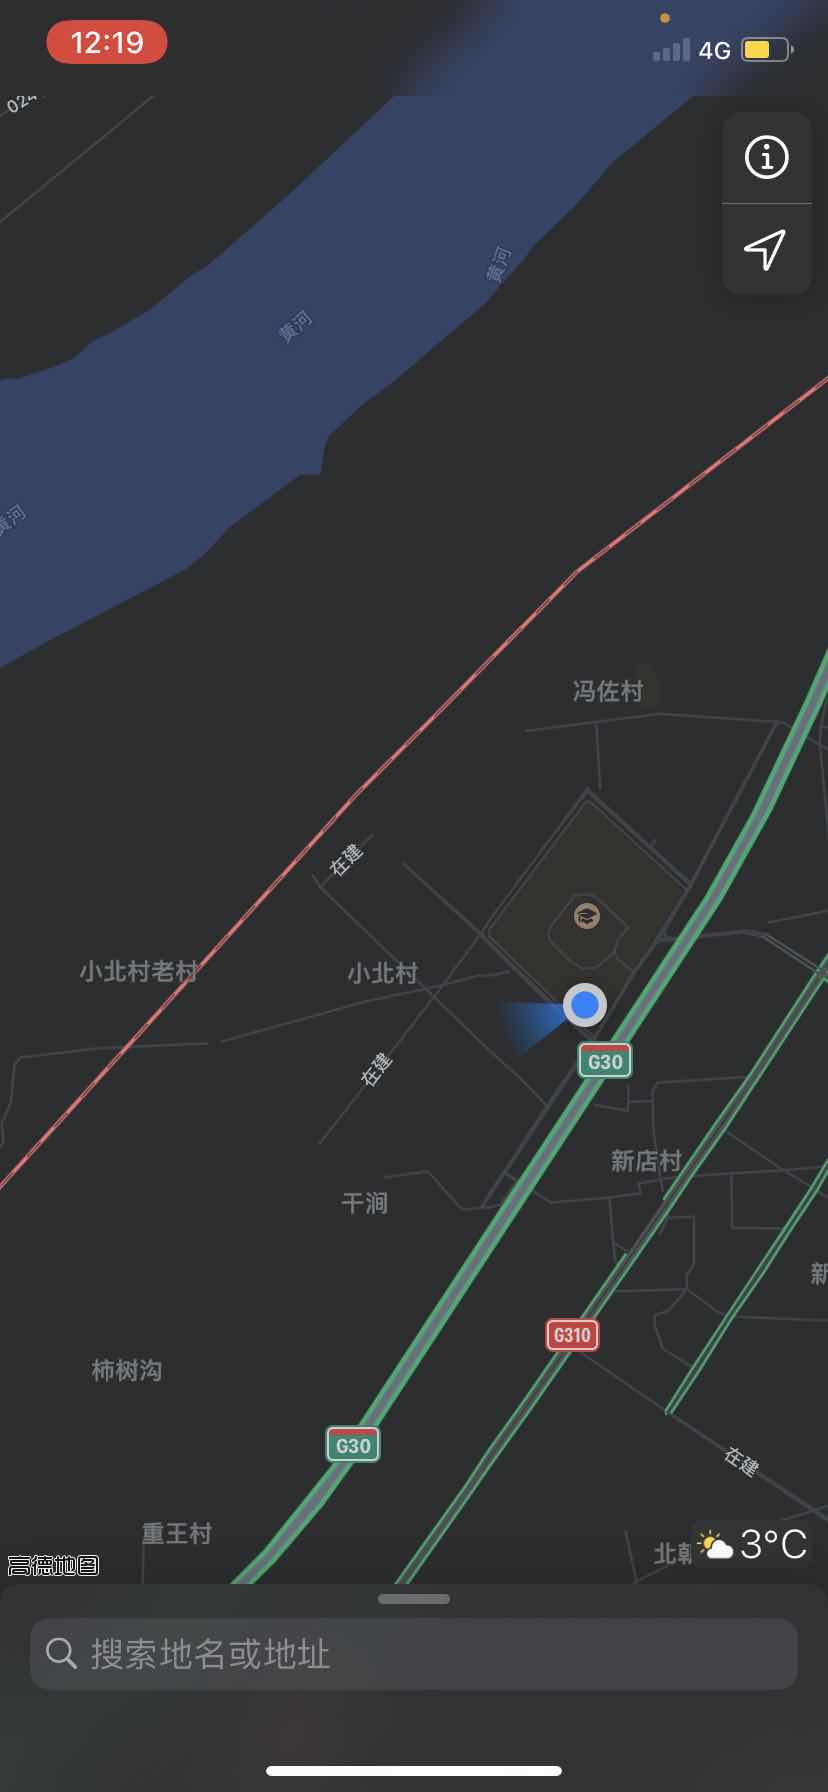 12:19
4G
024
黄河
黄河
黄河
冯佐村
在建
小北村老村
小北村
在建
G30
新店村
干涧
新
G310
柿树沟
G30
在建
重王村
北朝
3°C
高德地图
搜索地名或地址